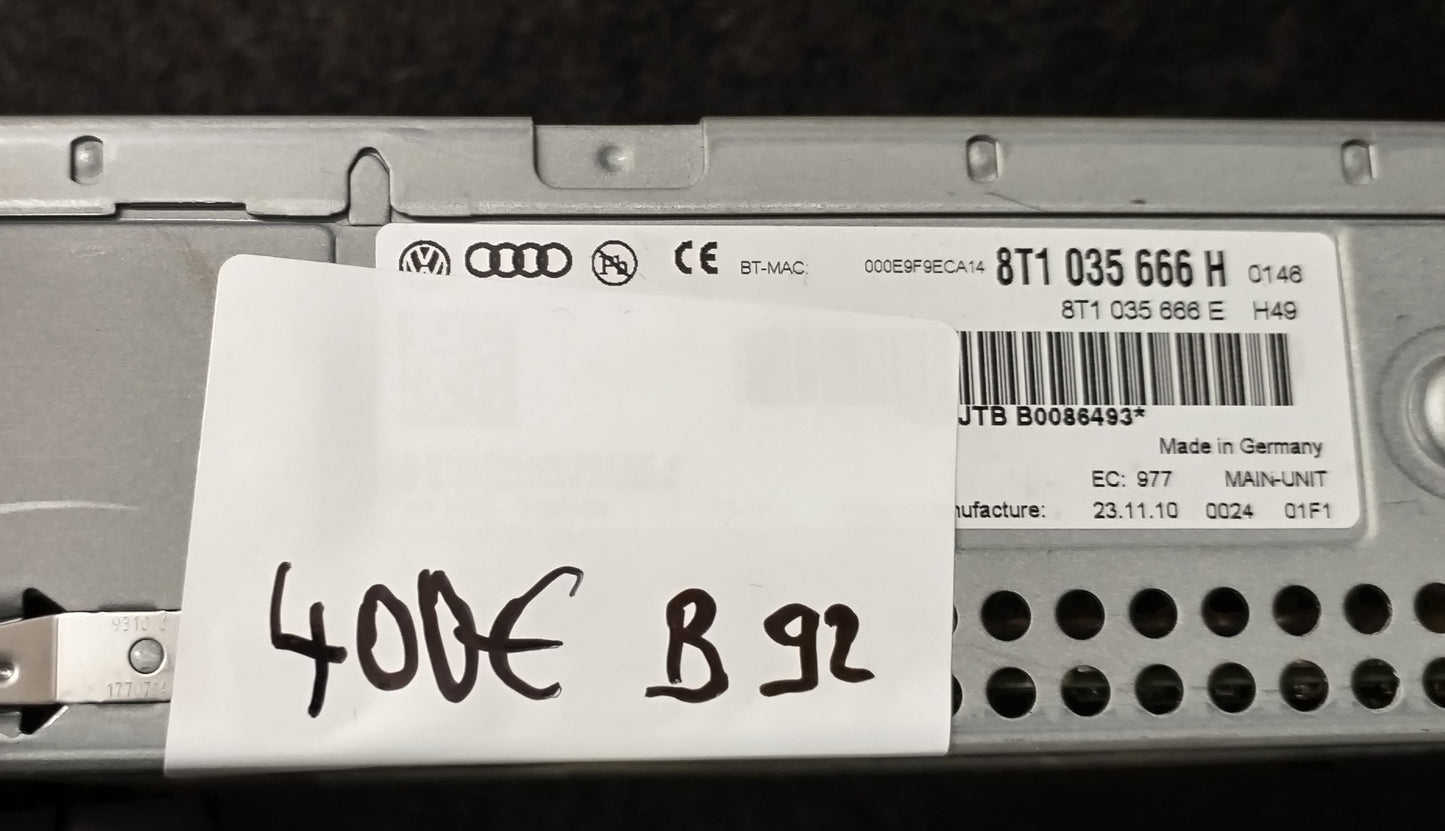 BT-MAC: 000E9F9ECA14 8T1 035 666 H 0146
8T1 035 666 E H49
JTB B0086493*
Made in Germany
EC: 977 MAIN-UNIT
nufacture: 23.11.10 0024 01F1
400€ B 92
9310